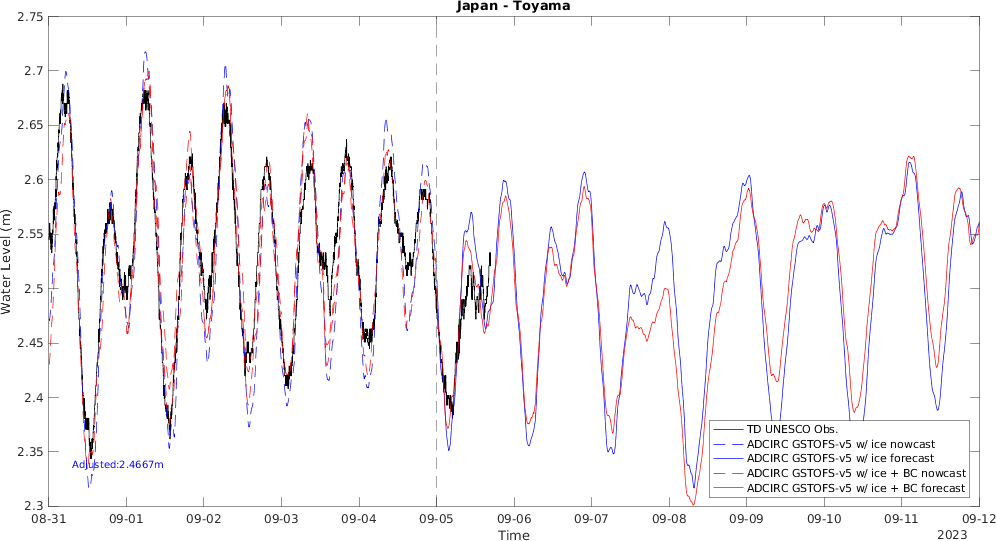 Japan - Toyama
Water Level (m)
2.75
2.7
2.65
2.6
2.55
2.5
2.45
2.4
2.35
2.3
Adjusted:2.4667m
TD UNESCO Obs.
ADCIRC GSTOFS-v5 w/ ice nowcast
ADCIRC GSTOFS-v5 w/ ice forecast
ADCIRC GSTOFS-v5 w/ ice + BC nowcast
ADCIRC GSTOFS-v5 w/ ice + BC forecast
08-31 09-01 09-02 09-03 09-04 09-05 09-06 09-07 09-08 09-09 09-10 09-11 09-12
Time
2023